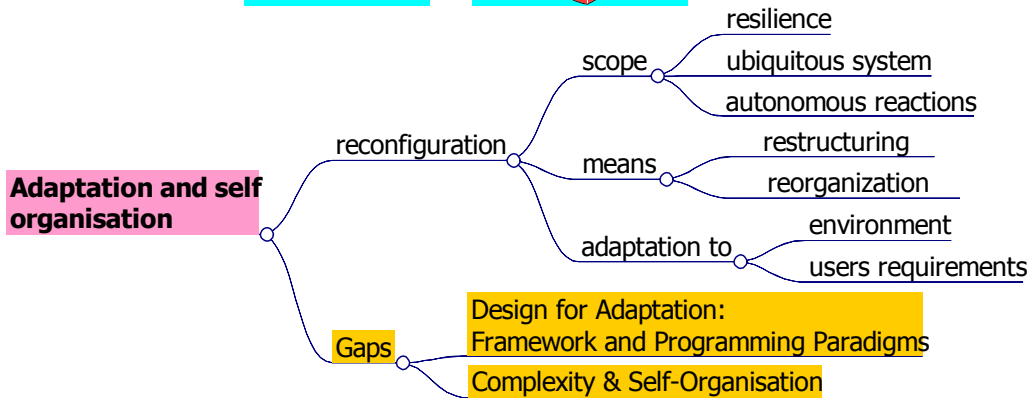 resilience
scope
ubiquitous system
autonomous reactions
reconfiguration
restructuring
means
reorganization
Adaptation and self
organisation
environment
adaptation to
users requirements
Design for Adaptation:
Framework and Programming Paradigms
Gaps
Complexity & Self-Organisation